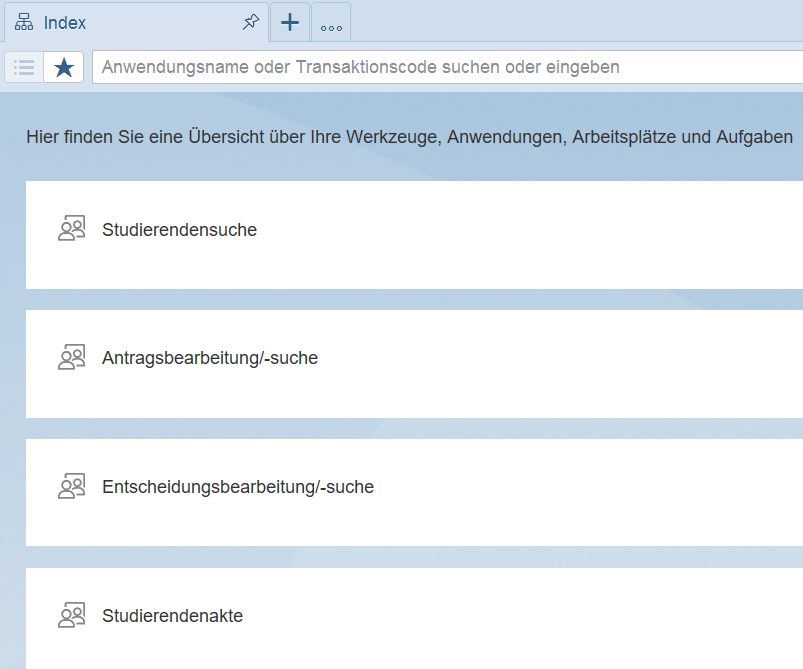 Index
Anwendungsname oder Transaktionscode suchen oder eingeben
Hier finden Sie eine Übersicht über Ihre Werkzeuge, Anwendungen, Arbeitsplätze und Aufgaben
Studierendensuche
Antragsbearbeitung/-suche
Entscheidungsbearbeitung/-suche
Studierendenakte